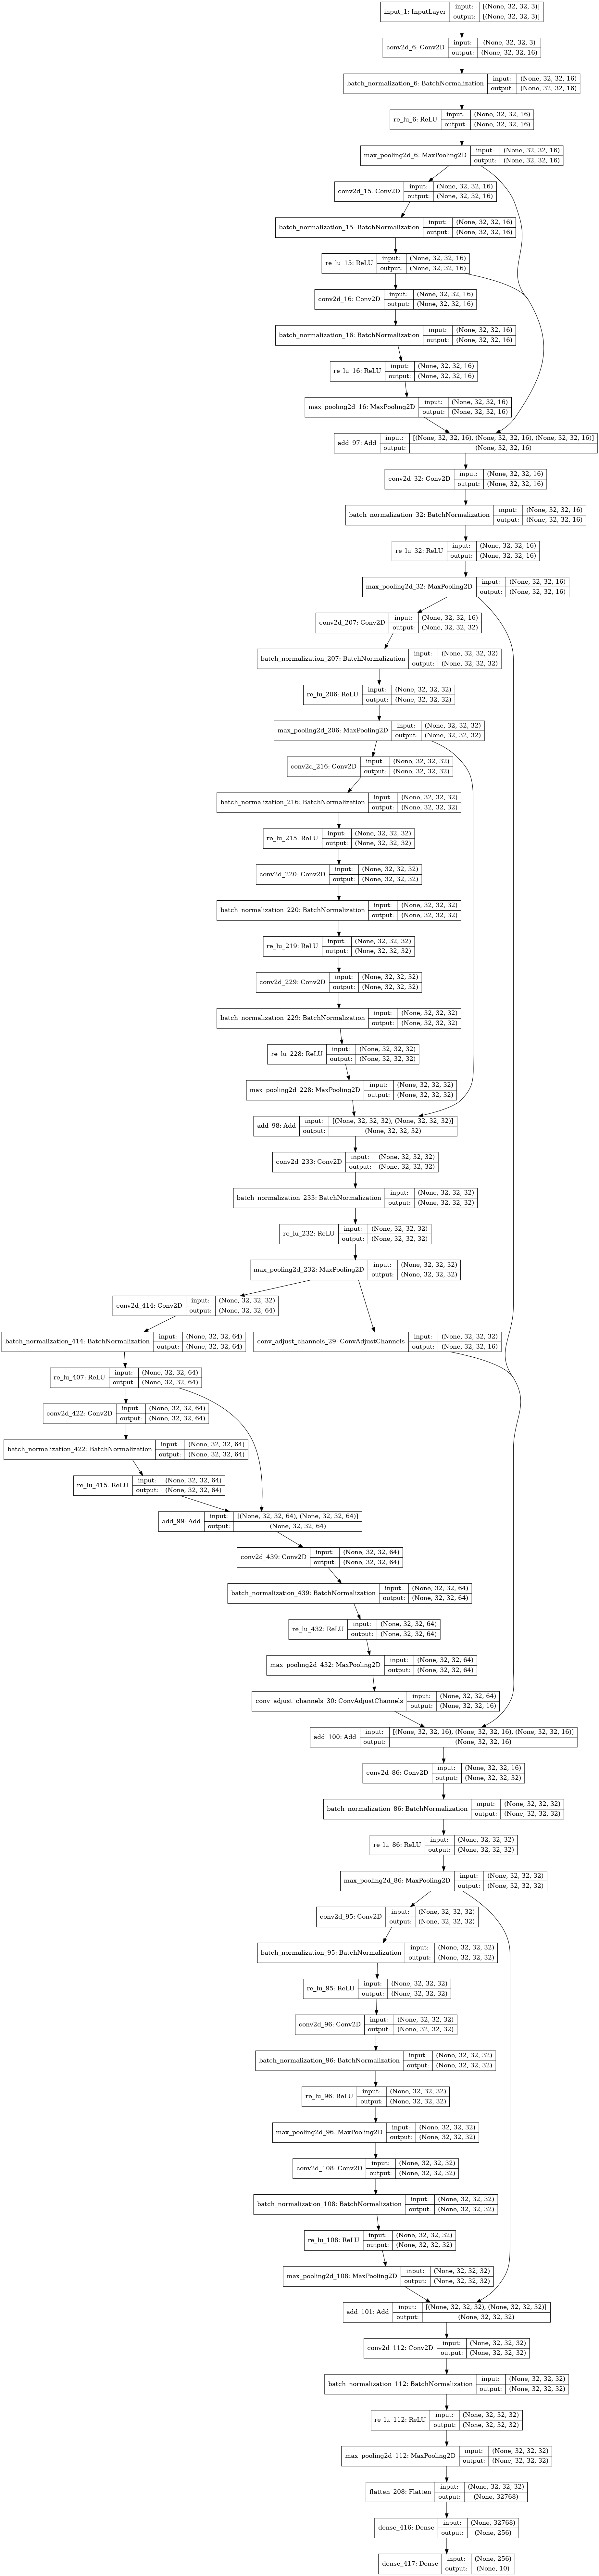 input_1: InputLayer input: [(None, 32, 32, 3)]
output: [(None, 32, 32, 3)]
conv2d_6: Conv2D input: (None, 32, 32, 3)
output: (None, 32, 32, 16)
batch_normalization_6: BatchNormalization input: (None, 32, 32, 16)
output: (None, 32, 32, 16)
re_lu_6: ReLU input: (None, 32, 32, 16)
output: (None, 32, 32, 16)
max_pooling2d_6: MaxPooling2D input: (None, 32, 32, 16)
output: (None, 32, 32, 16)
conv2d_15: Conv2D input: (None, 32, 32, 16)
output: (None, 32, 32, 16)
batch_normalization_15: BatchNormalization input: (None, 32, 32, 16)
output: (None, 32, 32, 16)
re_lu_15: ReLU input: (None, 32, 32, 16)
output: (None, 32, 32, 16)
conv2d_16: Conv2D input: (None, 32, 32, 16)
output: (None, 32, 32, 16)
batch_normalization_16: BatchNormalization input: (None, 32, 32, 16)
output: (None, 32, 32, 16)
re_lu_16: ReLU input: (None, 32, 32, 16)
output: (None, 32, 32, 16)
max_pooling2d_16: MaxPooling2D input: (None, 32, 32, 16)
output: (None, 32, 32, 16)
add_97: Add input: [(None, 32, 32, 16), (None, 32, 32, 16), (None, 32, 32, 16)]
output: (None, 32, 32, 16)
conv2d_32: Conv2D input: (None, 32, 32, 16)
output: (None, 32, 32, 16)
batch_normalization_32: BatchNormalization input: (None, 32, 32, 16)
output: (None, 32, 32, 16)
re_lu_32: ReLU input: (None, 32, 32, 16)
output: (None, 32, 32, 16)
max_pooling2d_32: MaxPooling2D input: (None, 32, 32, 16)
output: (None, 32, 32, 16)
conv2d_207: Conv2D input: (None, 32, 32, 16)
output: (None, 32, 32, 32)
batch_normalization_207: BatchNormalization input: (None, 32, 32, 32)
output: (None, 32, 32, 32)
re_lu_206: ReLU input: (None, 32, 32, 32)
output: (None, 32, 32, 32)
max_pooling2d_206: MaxPooling2D input: (None, 32, 32, 32)
output: (None, 32, 32, 32)
conv2d_216: Conv2D input: (None, 32, 32, 32)
output: (None, 32, 32, 32)
batch_normalization_216: BatchNormalization input: (None, 32, 32, 32)
output: (None, 32, 32, 32)
re_lu_215: ReLU input: (None, 32, 32, 32)
output: (None, 32, 32, 32)
conv2d_220: Conv2D input: (None, 32, 32, 32)
output: (None, 32, 32, 32)
batch_normalization_220: BatchNormalization input: (None, 32, 32, 32)
output: (None, 32, 32, 32)
re_lu_219: ReLU input: (None, 32, 32, 32)
output: (None, 32, 32, 32)
conv2d_229: Conv2D input: (None, 32, 32, 32)
output: (None, 32, 32, 32)
batch_normalization_229: BatchNormalization input: (None, 32, 32, 32)
output: (None, 32, 32, 32)
re_lu_228: ReLU input: (None, 32, 32, 32)
output: (None, 32, 32, 32)
max_pooling2d_228: MaxPooling2D input: (None, 32, 32, 32)
output: (None, 32, 32, 32)
add_98: Add input: [(None, 32, 32, 32), (None, 32, 32, 32)]
output: (None, 32, 32, 32)
conv2d_233: Conv2D input: (None, 32, 32, 32)
output: (None, 32, 32, 32)
batch_normalization_233: BatchNormalization input: (None, 32, 32, 32)
output: (None, 32, 32, 32)
re_lu_232: ReLU input: (None, 32, 32, 32)
output: (None, 32, 32, 32)
max_pooling2d_232: MaxPooling2D input: (None, 32, 32, 32)
output: (None, 32, 32, 32)
conv2d_414: Conv2D input: (None, 32, 32, 32)
output: (None, 32, 32, 64)
batch_normalization_414: BatchNormalization input: (None, 32, 32, 64)
output: (None, 32, 32, 64)
conv_adjust_channels_29: ConvAdjustChannels input: (None, 32, 32, 32)
output: (None, 32, 32, 16)
re_lu_407: ReLU input: (None, 32, 32, 64)
output: (None, 32, 32, 64)
conv2d_422: Conv2D input: (None, 32, 32, 64)
output: (None, 32, 32, 64)
batch_normalization_422: BatchNormalization input: (None, 32, 32, 64)
output: (None, 32, 32, 64)
re_lu_415: ReLU input: (None, 32, 32, 64)
output: (None, 32, 32, 64)
add_99: Add input: [(None, 32, 32, 64), (None, 32, 32, 64)]
output: (None, 32, 32, 64)
conv2d_439: Conv2D input: (None, 32, 32, 64)
output: (None, 32, 32, 64)
batch_normalization_439: BatchNormalization input: (None, 32, 32, 64)
output: (None, 32, 32, 64)
re_lu_432: ReLU input: (None, 32, 32, 64)
output: (None, 32, 32, 64)
max_pooling2d_432: MaxPooling2D input: (None, 32, 32, 64)
output: (None, 32, 32, 64)
conv_adjust_channels_30: ConvAdjustChannels input: (None, 32, 32, 64)
output: (None, 32, 32, 16)
add_100: Add input: [(None, 32, 32, 16), (None, 32, 32, 16), (None, 32, 32, 16)]
output: (None, 32, 32, 16)
conv2d_86: Conv2D input: (None, 32, 32, 16)
output: (None, 32, 32, 32)
batch_normalization_86: BatchNormalization input: (None, 32, 32, 32)
output: (None, 32, 32, 32)
re_lu_86: ReLU input: (None, 32, 32, 32)
output: (None, 32, 32, 32)
max_pooling2d_86: MaxPooling2D input: (None, 32, 32, 32)
output: (None, 32, 32, 32)
conv2d_95: Conv2D input: (None, 32, 32, 32)
output: (None, 32, 32, 32)
batch_normalization_95: BatchNormalization input: (None, 32, 32, 32)
output: (None, 32, 32, 32)
re_lu_95: ReLU input: (None, 32, 32, 32)
output: (None, 32, 32, 32)
conv2d_96: Conv2D input: (None, 32, 32, 32)
output: (None, 32, 32, 32)
batch_normalization_96: BatchNormalization input: (None, 32, 32, 32)
output: (None, 32, 32, 32)
re_lu_96: ReLU input: (None, 32, 32, 32)
output: (None, 32, 32, 32)
max_pooling2d_96: MaxPooling2D input: (None, 32, 32, 32)
output: (None, 32, 32, 32)
conv2d_108: Conv2D input: (None, 32, 32, 32)
output: (None, 32, 32, 32)
batch_normalization_108: BatchNormalization input: (None, 32, 32, 32)
output: (None, 32, 32, 32)
re_lu_108: ReLU input: (None, 32, 32, 32)
output: (None, 32, 32, 32)
max_pooling2d_108: MaxPooling2D input: (None, 32, 32, 32)
output: (None, 32, 32, 32)
add_101: Add input: [(None, 32, 32, 32), (None, 32, 32, 32)]
output: (None, 32, 32, 32)
conv2d_112: Conv2D input: (None, 32, 32, 32)
output: (None, 32, 32, 32)
batch_normalization_112: BatchNormalization input: (None, 32, 32, 32)
output: (None, 32, 32, 32)
re_lu_112: ReLU input: (None, 32, 32, 32)
output: (None, 32, 32, 32)
max_pooling2d_112: MaxPooling2D input: (None, 32, 32, 32)
output: (None, 32, 32, 32)
flatten_208: Flatten input: (None, 32, 32, 32)
output: (None, 32768)
dense_416: Dense input: (None, 32768)
output: (None, 256)
dense_417: Dense input: (None, 256)
output: (None, 10)